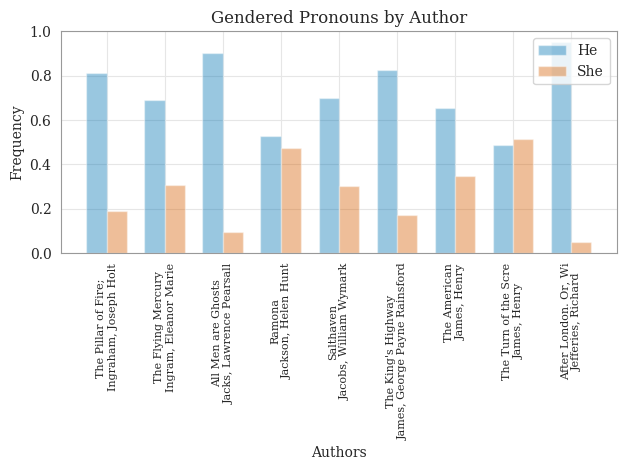 Gendered Pronouns by Author
He
She
Frequency
1.0
0.8
0.6
0.4
0.2
0.0
The Pillar of Fire;
Ingraham, Joseph Holt
The Flying Mercury
Ingram, Eleanor Marie
All Men are Ghosts
Jacks, Lawrence Pearsall
Ramona
Jackson, Helen Hunt
Salthaven
Jacobs, William Wymark
The King's Highway
James, George Payne Rainsford
The American
James, Henry
The Turn of the Scre
James, Henry
After London. Or, Wi
Jefferies, Richard
Authors